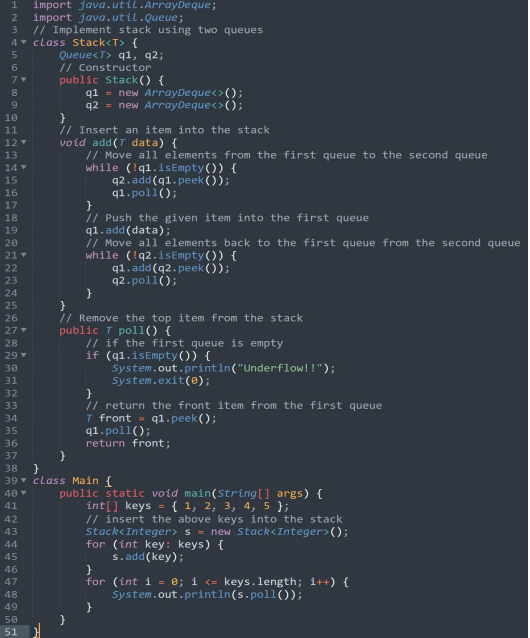 1 import java.util.ArrayDeque;
2 import java.util.Queue;
3 // Implement stack using two queues
4 class Stack<T> {
5     Queue<T> q1, q2;
6     // Constructor
7     public Stack() {
8         q1 = new ArrayDeque<>();
9         q2 = new ArrayDeque<>();
10     }
11     // Insert an item into the stack
12     void add(T data) {
13         // Move all elements from the first queue to the second queue
14         while (!q1.isEmpty()) {
15             q2.add(q1.peek());
16             q1.poll();
17         }
18         // Push the given item into the first queue
19         q1.add(data);
20         // Move all elements back to the first queue from the second queue
21         while (!q2.isEmpty()) {
22             q1.add(q2.peek());
23             q2.poll();
24         }
25     }
26     // Remove the top item from the stack
27     public T poll() {
28         // if the first queue is empty
29         if (q1.isEmpty()) {
30             System.out.println("Underflow!!");
31             System.exit(0);
32         }
33         // return the front item from the first queue
34         T front = q1.peek();
35         q1.poll();
36         return front;
37     }
38 }
39 class Main {
40     public static void main(String[] args) {
41         int[] keys = { 1, 2, 3, 4, 5 };
42         // insert the above keys into the stack
43         Stack<Integer> s = new Stack<Integer>();
44         for (int key: keys) {
45             s.add(key);
46         }
47         for (int i = 0; i <= keys.length; i++) {
48             System.out.println(s.poll());
49         }
50     }
51 }